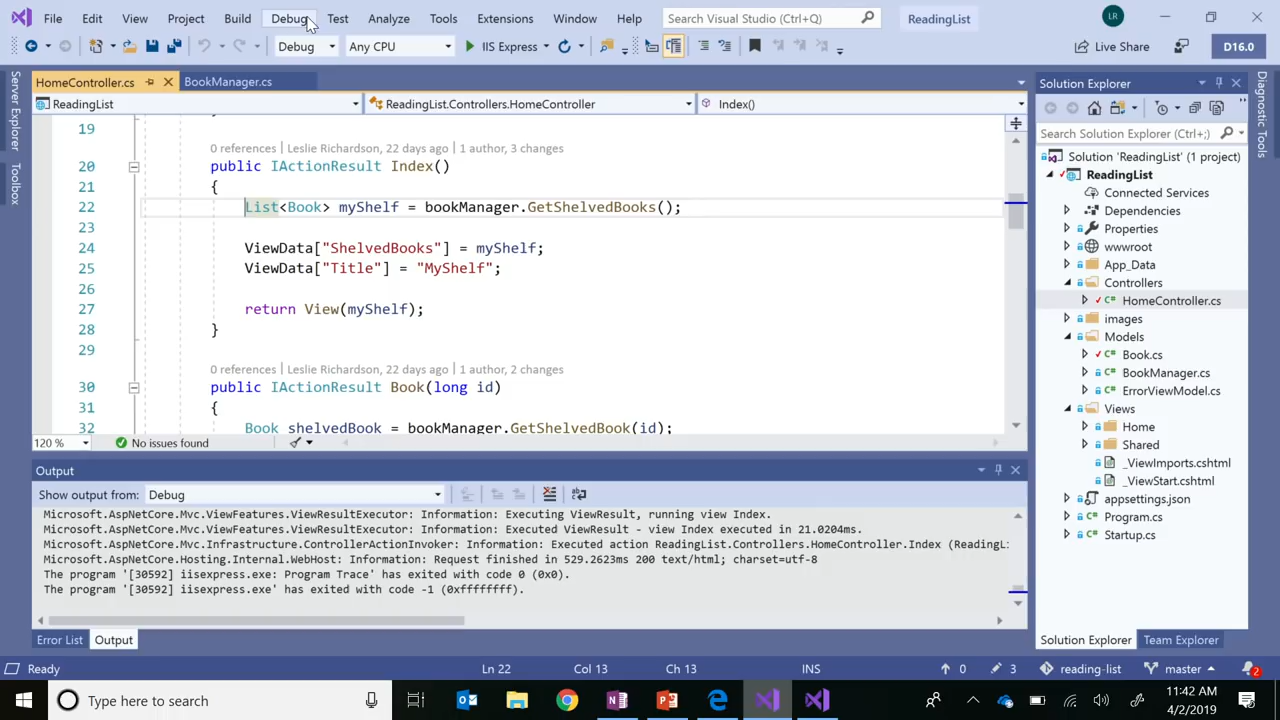 File Edit View Project Build Debug Test Analyze Tools Extensions Window Help Search Visual Studio (Ctrl+Q) ReadingList LR
Debug Any CPU IIS Express Live Share D16.0
HomeController.cs BookManager.cs
ReadingList ReadingList.Controllers.HomeController Index()
19
0 references | Leslie Richardson, 22 days ago | 1 author, 3 changes
20 public IActionResult Index()
21 {
22 List<Book> myShelf = bookManager.GetShelvedBooks();
23
24 ViewData["ShelvedBooks"] = myShelf;
25 ViewData["Title"] = "MyShelf";
26
27 return View(myShelf);
28 }
29
0 references | Leslie Richardson, 22 days ago | 1 author, 2 changes
30 public IActionResult Book(long id)
31 {
32 Book shelvedBook = bookManager.GetShelvedBook(id);
120 % No issues found
Output
Show output from: Debug
Microsoft.AspNetCore.Mvc.ViewFeatures.ViewResultExecutor: Information: Executing ViewResult, running view Index.
Microsoft.AspNetCore.Mvc.ViewFeatures.ViewResultExecutor: Information: Executed ViewResult - view Index executed in 21.0204ms.
Microsoft.AspNetCore.Mvc.Infrastructure.ControllerActionInvoker: Information: Executed action ReadingList.Controllers.HomeController.Index (ReadingLi
Microsoft.AspNetCore.Hosting.Internal.WebHost: Information: Request finished in 529.2623ms 200 text/html; charset=utf-8
The program '[30592] iisexpress.exe: Program Trace' has exited with code 0 (0x0).
The program '[30592] iisexpress.exe' has exited with code -1 (0xffffffff).
Error List Output
Server Explorer
Toolbox
Solution Explorer
Search Solution Explorer (Ctrl+;)
Solution 'ReadingList' (1 project)
ReadingList
Connected Services
Dependencies
Properties
wwwroot
App_Data
Controllers
HomeController.cs
images
Models
Book.cs
BookManager.cs
ErrorViewModel.cs
Views
Home
Shared
_ViewImports.cshtml
_ViewStart.cshtml
appsettings.json
Program.cs
Startup.cs
Solution Explorer Team Explorer
Diagnostic Tools
Ready Ln 22 Col 13 Ch 13 INS 0 3 reading-list master 2
Type here to search
11:42 AM
4/2/2019